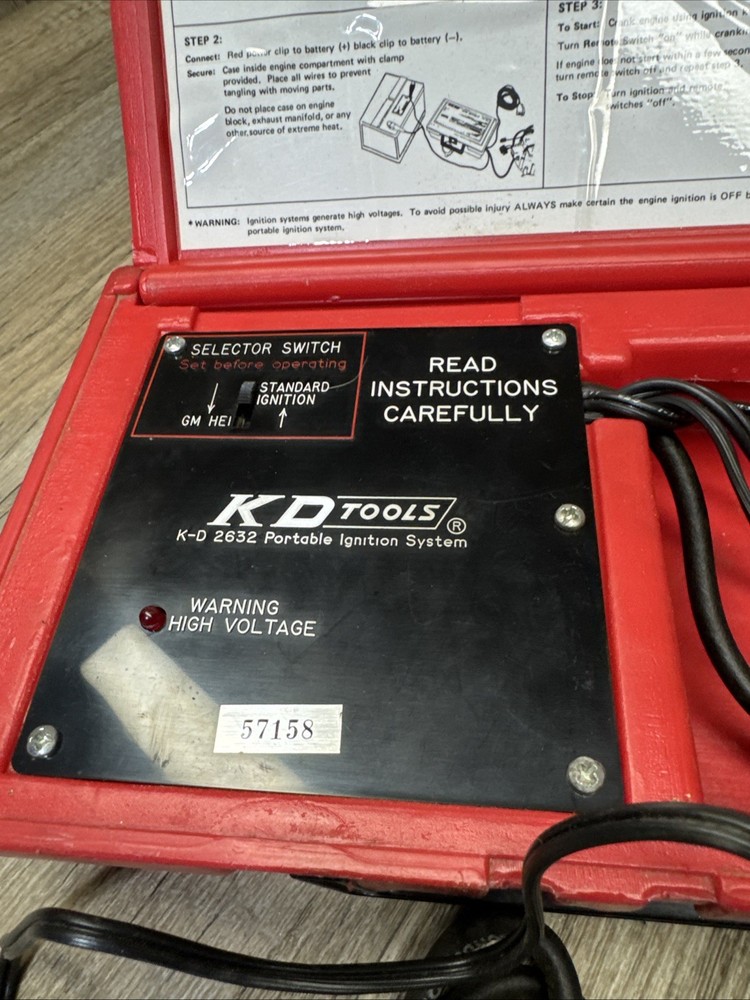 STEP 2:
Connect: Red power clip to battery (+) black clip to battery (−),
Secure: Case inside engine compartment with clamp
provided. Place all wires to prevent
tangling with moving parts.
Do not place case on engine
block, exhaust manifold, or any
other source of extreme heat.
STEP 3:
To Start: Crank engine using ignition
Turn Remote Switch "on" while
If engine does not start within a few
turn remote switch off and repeat step 3.
To Stop: Turn ignition and remote
switches "off".
*WARNING: Ignition systems generate high voltages. To avoid possible injury ALWAYS make certain the engine ignition is OFF
portable ignition system.
SELECTOR SWITCH
Set before operating
↓ STANDARD
IGNITION
GM HEI ↑
READ
INSTRUCTIONS
CAREFULLY
KD TOOLS ®
K-D 2632 Portable Ignition System
WARNING
HIGH VOLTAGE
57158